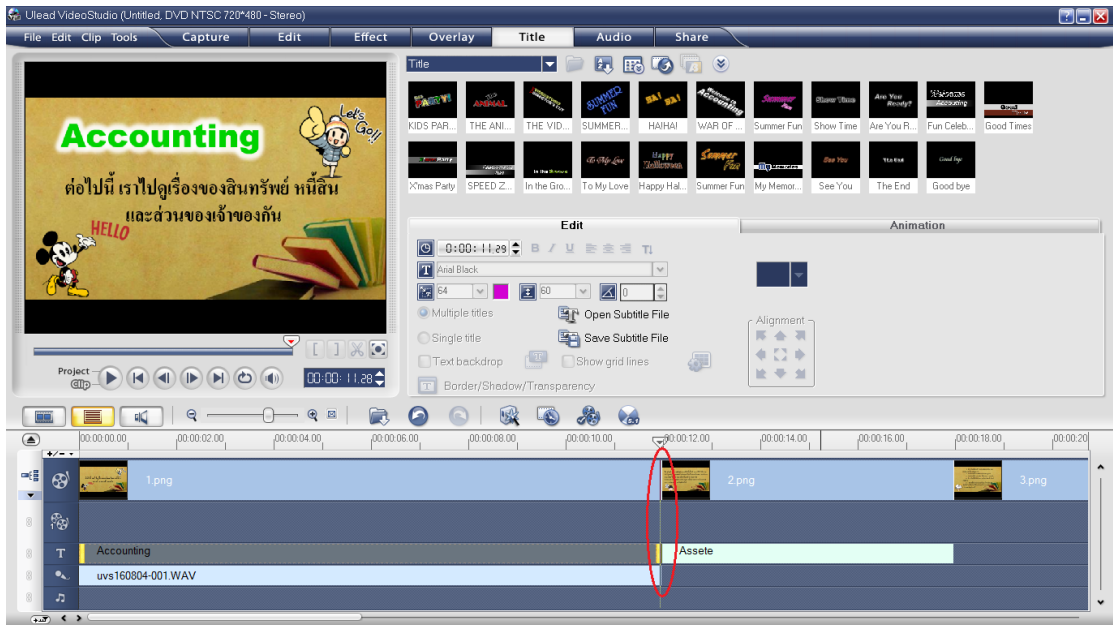 Ulead VideoStudio (Untitled, DVD NTSC 720*480 - Stereo)
File Edit Clip Tools Capture Edit Effect Overlay Title Audio Share
Title
Accounting
Let's Go!!
ต่อไปนี้ เราไปดูเรื่องของสินทรัพย์ หนี้สิน
และส่วนของเจ้าของกัน
HELLO
KIDS PAR... THE ANI... THE VID... SUMMER... HA!HA! WAR OF ... Summer Fun Show Time Are You R... Fun Celeb... Good Times
X'mas Party SPEED Z... In the Gro... To My Love Happy Hal... Summer Fun My Memor... See You The End Good bye
Edit Animation
0:00:11.29 B I U
Arial Black
64 60 0
Multiple titles Open Subtitle File
Single title Save Subtitle File
Text backdrop Show grid lines
Border/Shadow/Transparency
Alignment
Project
Clip
00:00:11.28
00:00:00.00 00:00:02.00 00:00:04.00 00:00:06.00 00:00:08.00 00:00:10.00 00:00:12.00 00:00:14.00 00:00:16.00 00:00:18.00 00:00:20
1.png 2.png 3.png
T Accounting Assete
uvs160804-001.WAV